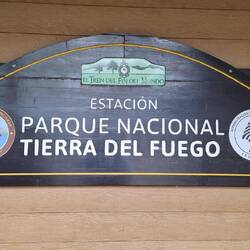 EL TREN DEL FIN DEL MUNDO
ESTACIÓN
PARQUE NACIONAL
TIERRA DEL FUEGO